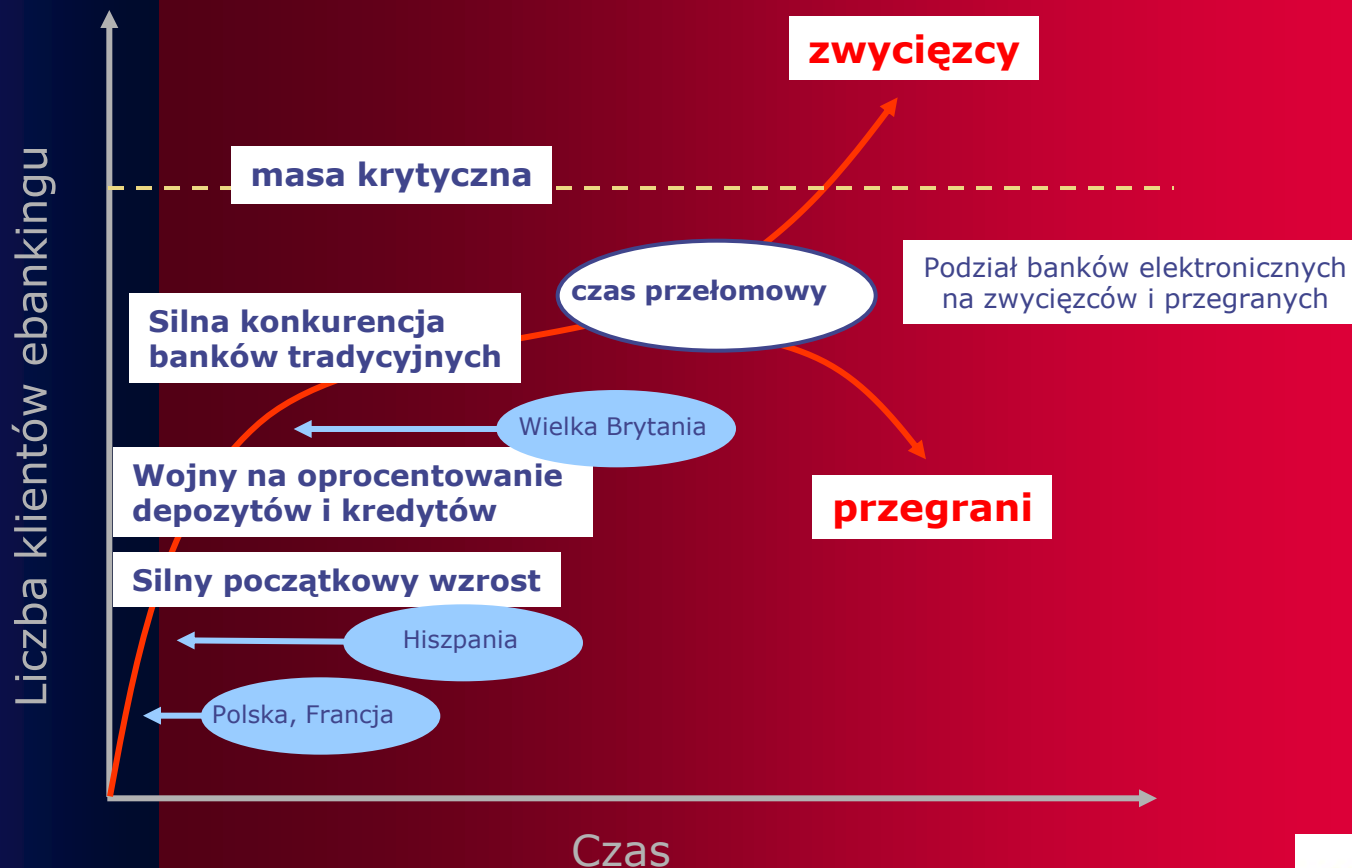 zwycięzcy
masa krytyczna
czas przełomowy
Podział banków elektronicznych
na zwycięzców i przegranych
Silna konkurencja
banków tradycyjnych
Wielka Brytania
Wojny na oprocentowanie
depozytów i kredytów
przegrani
Silny początkowy wzrost
Hiszpania
Polska, Francja
Liczba klientów ebankingu
Czas